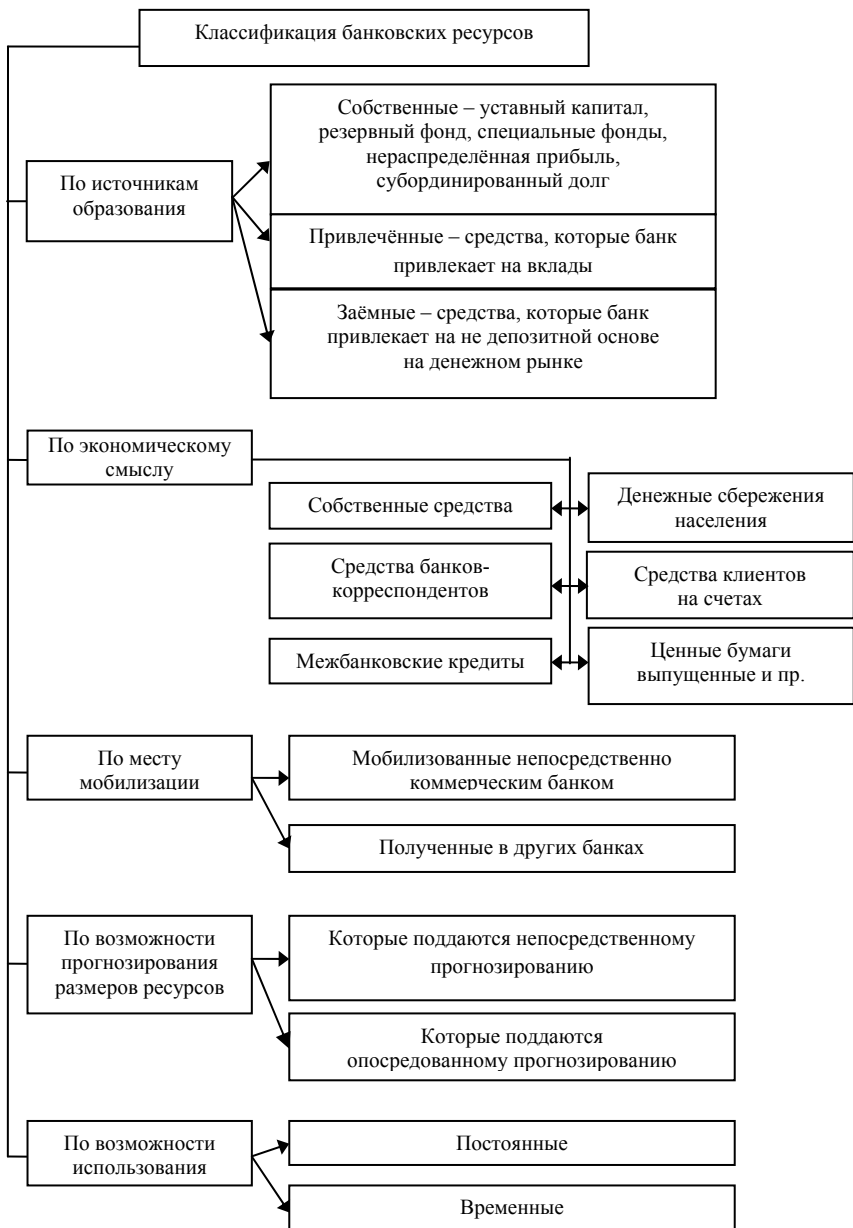 Классификация банковских ресурсов
По источникам
образования
Собственные – уставный капитал,
резервный фонд, специальные фонды,
нераспределённая прибыль,
субординированный долг
Привлечённые – средства, которые банк
привлекает на вклады
Заёмные – средства, которые банк
привлекает на не депозитной основе
на денежном рынке
По экономическому
смыслу
Собственные средства
Денежные сбережения
населения
Средства банков-
корреспондентов
Средства клиентов
на счетах
Межбанковские кредиты
Ценные бумаги
выпущенные и пр.
По месту
мобилизации
Мобилизованные непосредственно
коммерческим банком
Полученные в других банках
По возможности
прогнозирования
размеров ресурсов
Которые поддаются непосредственному
прогнозированию
Которые поддаются
опосредованному прогнозированию
По возможности
использования
Постоянные
Временные